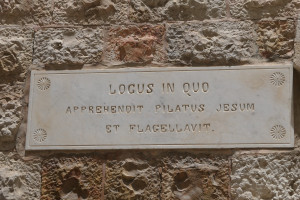 LOCUS IN QUO
APPREHENDIT PILATUS JESUM
ET FLAGELLAVIT.